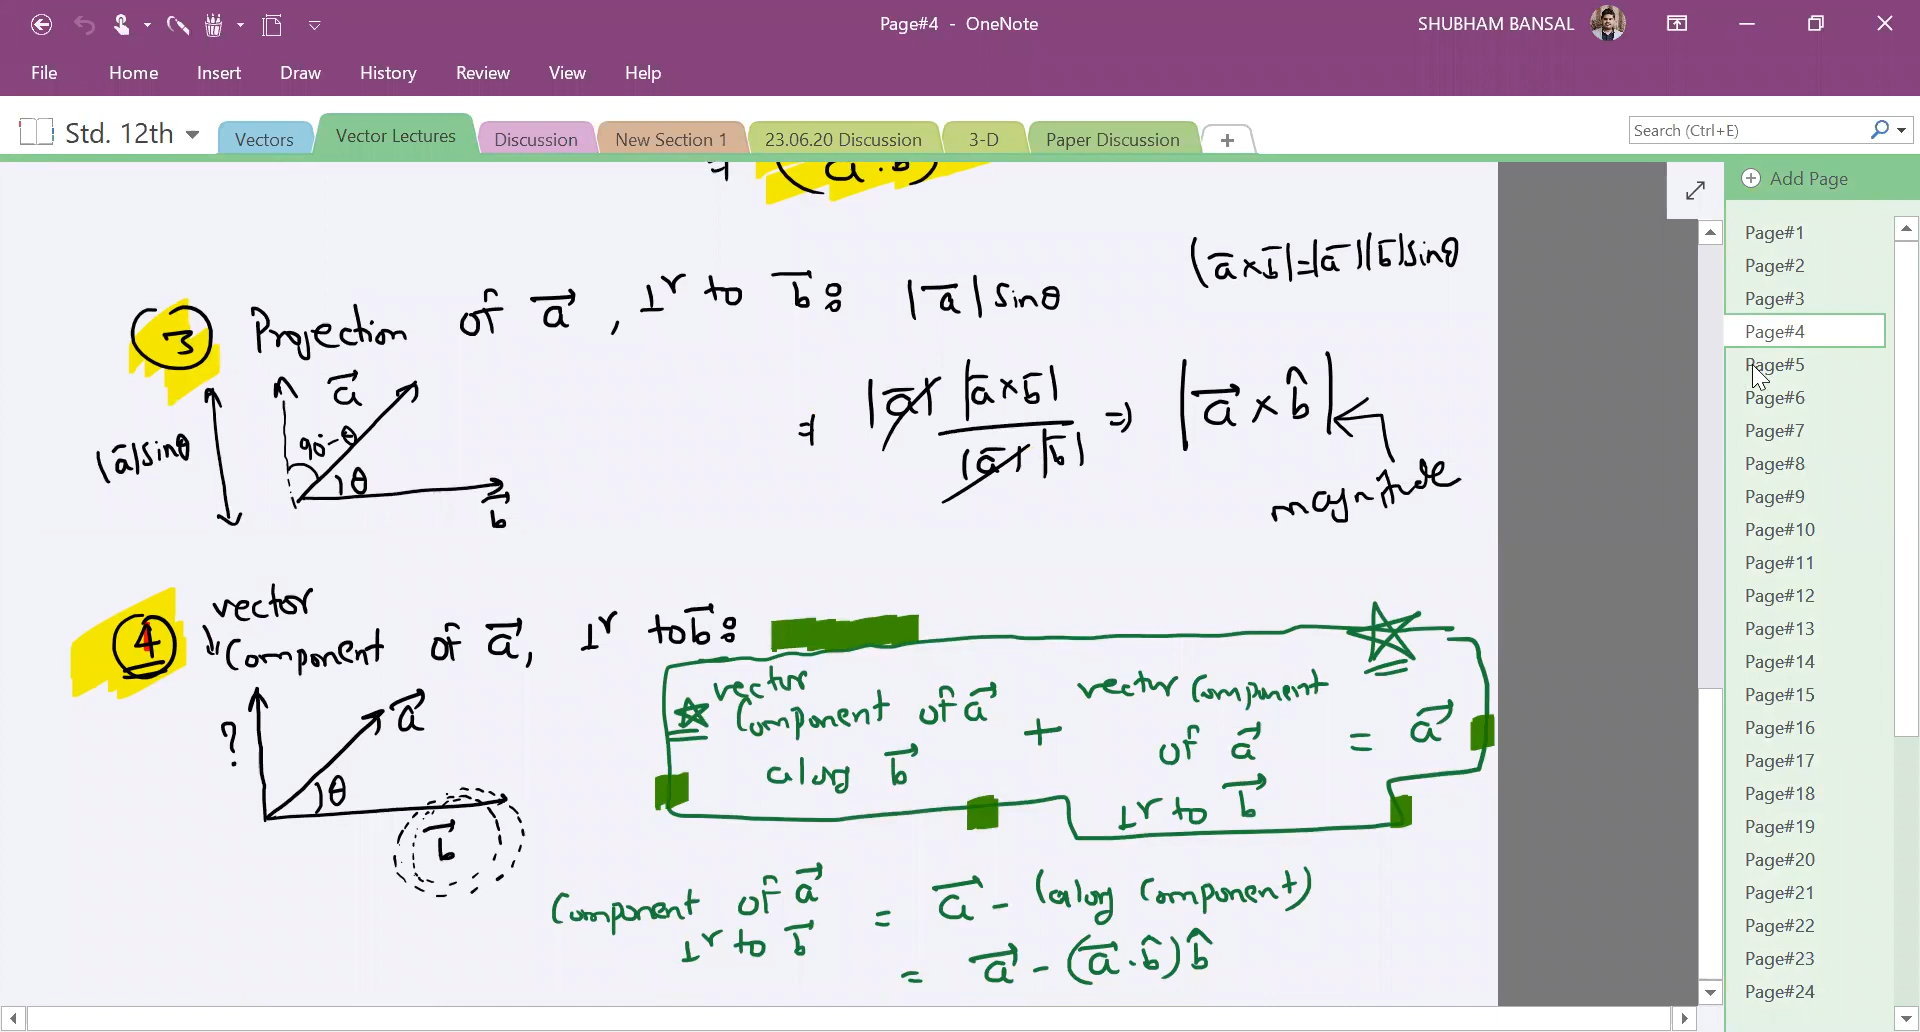 Page#4 - OneNote
SHUBHAM BANSAL
File Home Insert Draw History Review View Help
Std. 12th
Vectors Vector Lectures Discussion New Section 1 23.06.20 Discussion 3-D Paper Discussion +
Search (Ctrl+E)
Add Page
Page#1
Page#2
Page#3
Page#4
Page#5
Page#6
Page#7
Page#8
Page#9
Page#10
Page#11
Page#12
Page#13
Page#14
Page#15
Page#16
Page#17
Page#18
Page#19
Page#20
Page#21
Page#22
Page#23
Page#24
|a⃗×b⃗|=|a⃗||b⃗|sinθ
3 Projection of a⃗, ⊥r to b⃗: |a⃗| sinθ
a⃗
90°-θ
|a⃗|sinθ
θ
b⃗
⇒ |a⃗| |a⃗×b⃗| / |a⃗| |b⃗| ⇒ |a⃗ × b̂|
magnitude
vector
4 Component of a⃗, ⊥r to b⃗:
? a⃗
θ
b⃗
vector
Component of a⃗
along b⃗
+
vector component
of a⃗
⊥r to b⃗
= a⃗
Component of a⃗
⊥r to b⃗
= a⃗ - (along component)
= a⃗ - (a⃗.b̂)b̂